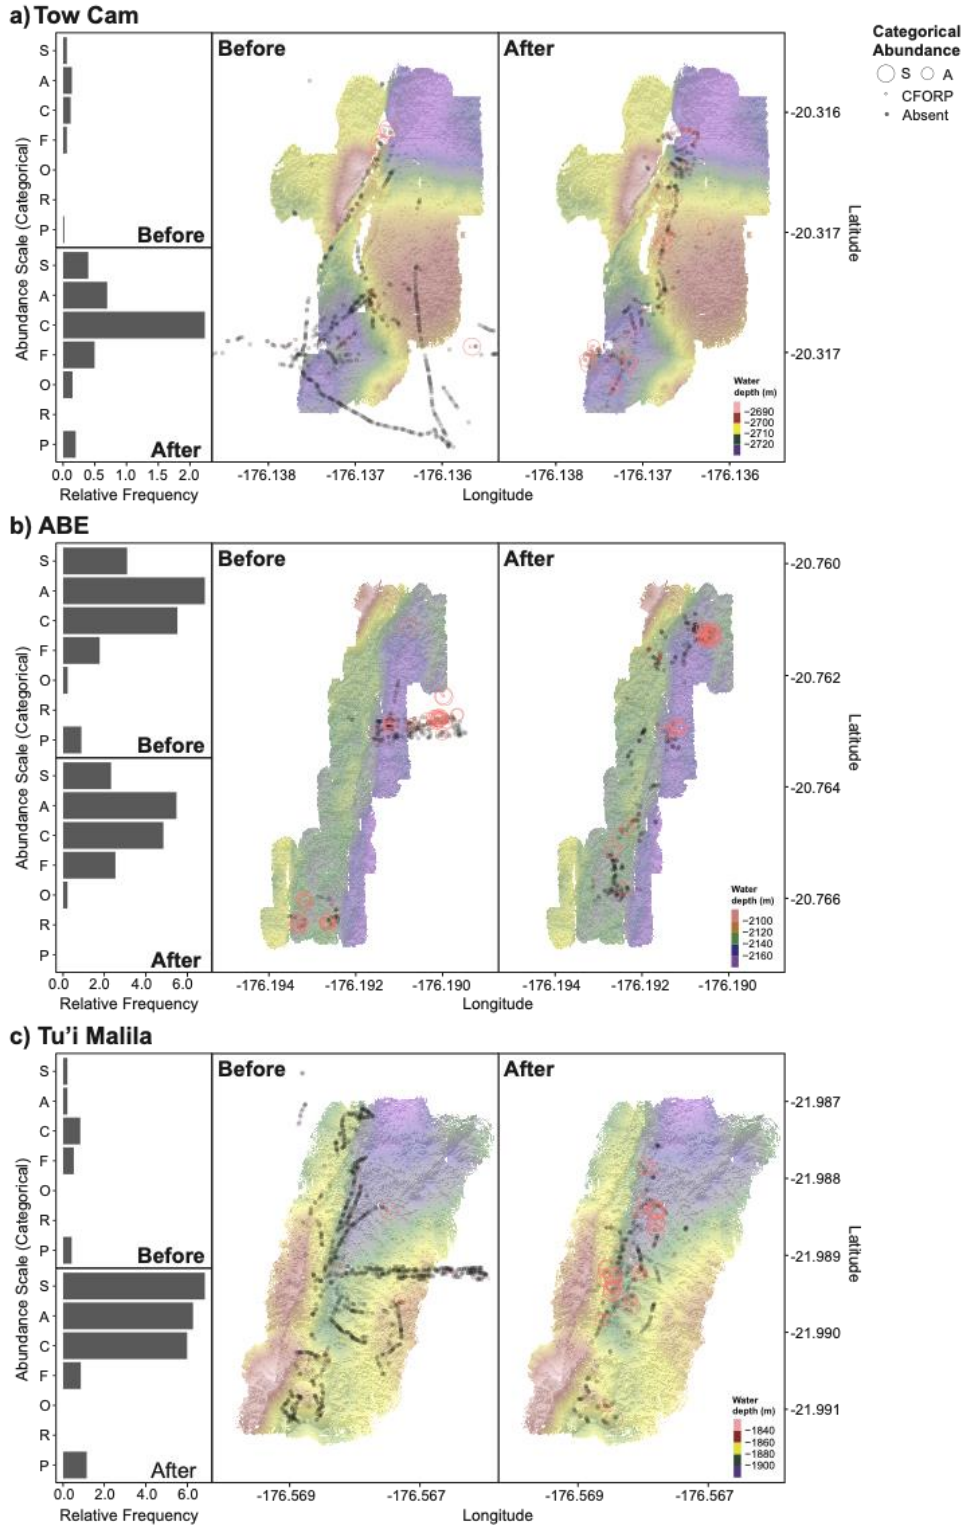 a) Tow Cam
Before
After
Categorical
Abundance
S A
CFORP
Absent
Abundance Scale (Categorical)
S
A
C
F
O
R
P
Before
S
A
C
F
O
R
P
After
0.0 0.5 1.0 1.5 2.0
Relative Frequency
-176.138 -176.137 -176.136
-176.138 -176.137 -176.136
Longitude
-20.316
-20.317
-20.317
Latitude
Water
depth (m)
-2690
-2700
-2710
-2720
b) ABE
Before
After
Abundance Scale (Categorical)
S
A
C
F
O
R
P
Before
S
A
C
F
O
R
P
After
0.0 2.0 4.0 6.0
Relative Frequency
-176.194 -176.192 -176.190
-176.194 -176.192 -176.190
Longitude
-20.760
-20.762
-20.764
-20.766
Latitude
Water
depth (m)
-2100
-2120
-2140
-2160
c) Tu'i Malila
Before
After
Abundance Scale (Categorical)
S
A
C
F
O
R
P
Before
S
A
C
F
O
R
P
After
0.0 2.0 4.0 6.0
Relative Frequency
-176.569 -176.567
-176.569 -176.567
Longitude
-21.987
-21.988
-21.989
-21.990
-21.991
Latitude
Water
depth (m)
-1840
-1860
-1880
-1900